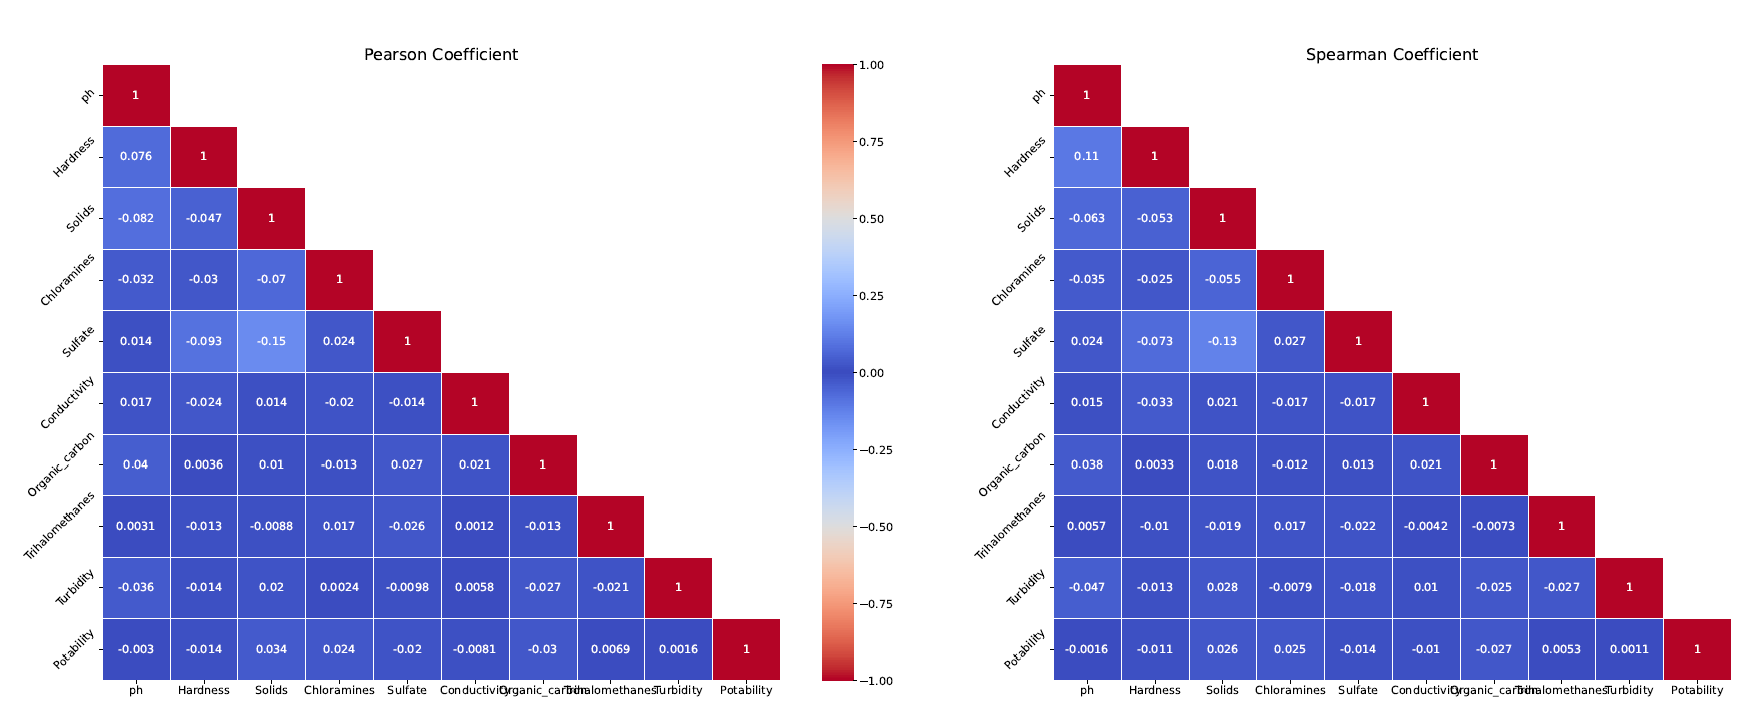 Pearson Coefficient
ph
1
Hardness
0.076 1
Solids
-0.082 -0.047 1
Chloramines
-0.032 -0.03 -0.07 1
Sulfate
0.014 -0.093 -0.15 0.024 1
Conductivity
0.017 -0.024 0.014 -0.02 -0.014 1
Organic_carbon
0.04 0.0036 0.01 -0.013 0.027 0.021 1
Trihalomethanes
0.0031 -0.013 -0.0088 0.017 -0.026 0.0012 -0.013 1
Turbidity
-0.036 -0.014 0.02 0.0024 -0.0098 0.0058 -0.027 -0.021 1
Potability
-0.003 -0.014 0.034 0.024 -0.02 -0.0081 -0.03 0.0069 0.0016 1
ph Hardness Solids Chloramines Sulfate Conductivity Organic_carbon Trihalomethanes Turbidity Potability
1.00
0.75
0.50
0.25
0.00
−0.25
−0.50
−0.75
−1.00
Spearman Coefficient
ph
1
Hardness
0.11 1
Solids
-0.063 -0.053 1
Chloramines
-0.035 -0.025 -0.055 1
Sulfate
0.024 -0.073 -0.13 0.027 1
Conductivity
0.015 -0.033 0.021 -0.017 -0.017 1
Organic_carbon
0.038 0.0033 0.018 -0.012 0.013 0.021 1
Trihalomethanes
0.0057 -0.01 -0.019 0.017 -0.022 -0.0042 -0.0073 1
Turbidity
-0.047 -0.013 0.028 -0.0079 -0.018 0.01 -0.025 -0.027 1
Potability
-0.0016 -0.011 0.026 0.025 -0.014 -0.01 -0.027 0.0053 0.0011 1
ph Hardness Solids Chloramines Sulfate Conductivity Organic_carbon Trihalomethanes Turbidity Potability